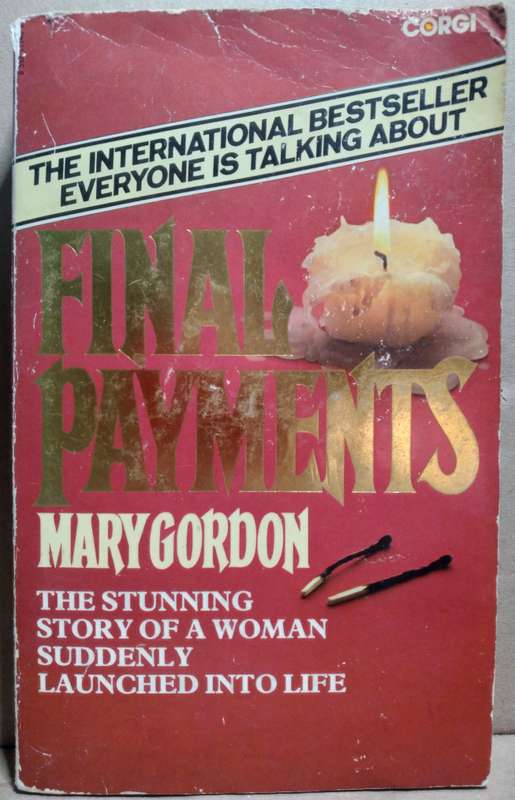 CORGI
THE INTERNATIONAL BESTSELLER
EVERYONE IS TALKING ABOUT
FINAL
PAYMENTS
MARY GORDON
THE STUNNING
STORY OF A WOMAN
SUDDENLY
LAUNCHED INTO LIFE